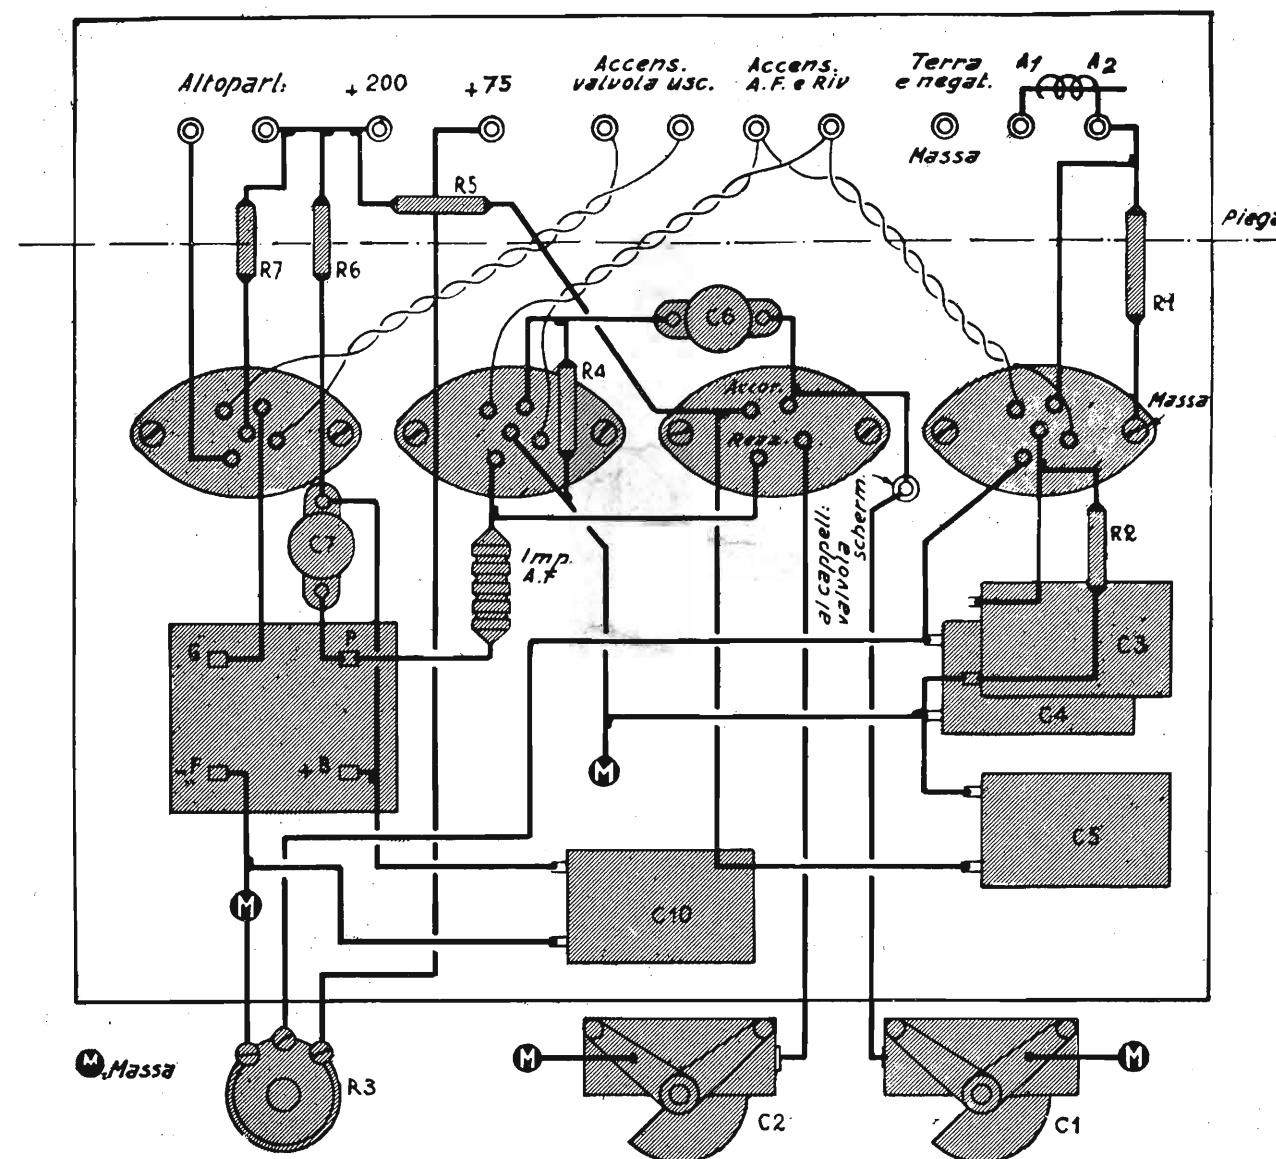 Altoparl:
+200
+75
Accens.
valvola usc.
Accens.
A.F. e Riv
Terra
e negat.
A1
A2
Massa
R5
Piega
R7
R6
R1
C6
R4
Accor.
Massa
Reaz.
C7
Imp.
A.F
al cappell:
valvola
scherm.
R2
G
P
C3
C4
-F
+B
M
C5
C10
M
M
Massa
R3
M
C2
M
C1